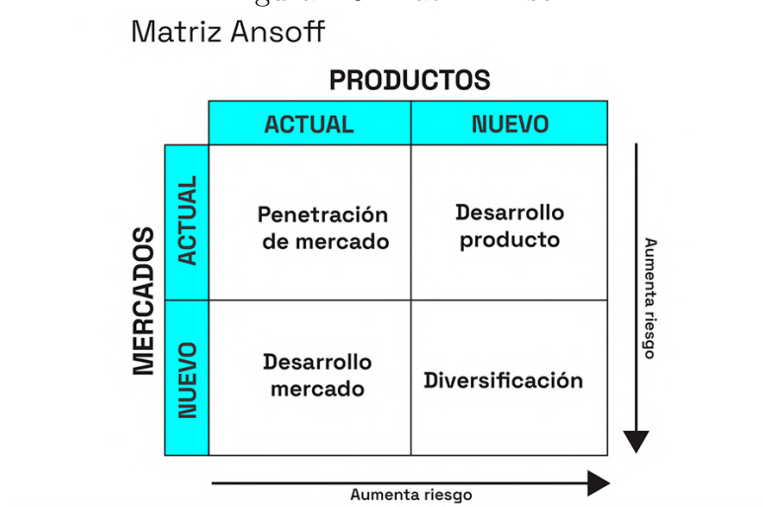 Matriz Ansoff
PRODUCTOS
ACTUAL
NUEVO
MERCADOS
ACTUAL
Penetración
de mercado
Desarrollo
producto
NUEVO
Desarrollo
mercado
Diversificación
Aumenta riesgo
Aumenta riesgo